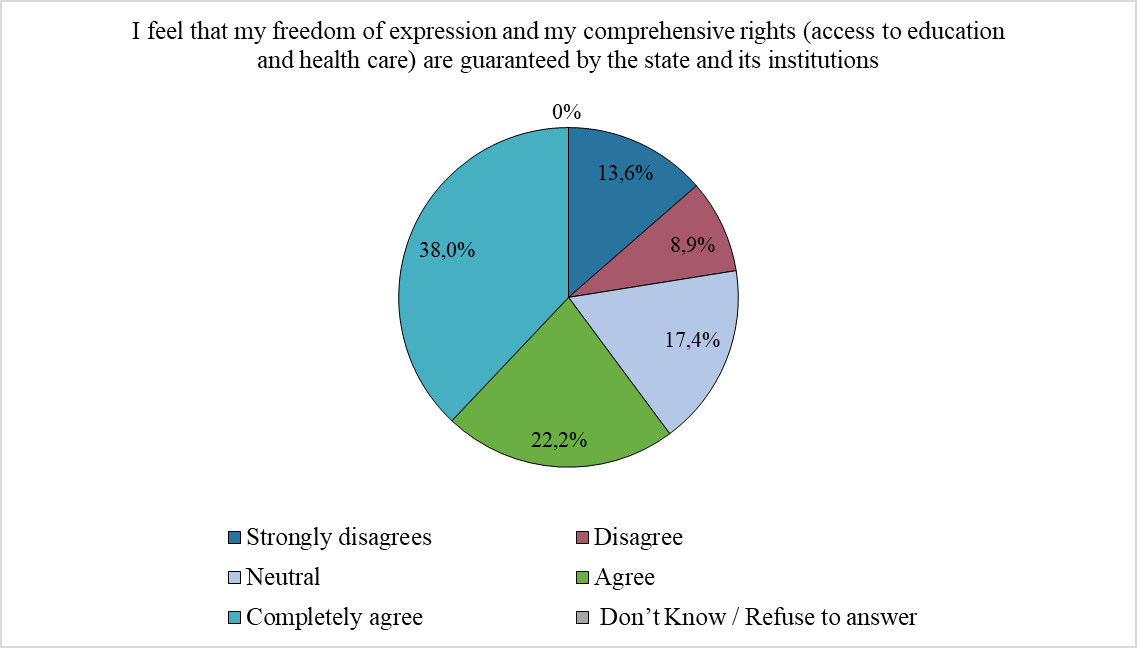 I feel that my freedom of expression and my comprehensive rights (access to education
and health care) are guaranteed by the state and its institutions
0%
13,6%
8,9%
38,0%
17,4%
22,2%
Strongly disagrees
Disagree
Neutral
Agree
Completely agree
Don’t Know / Refuse to answer